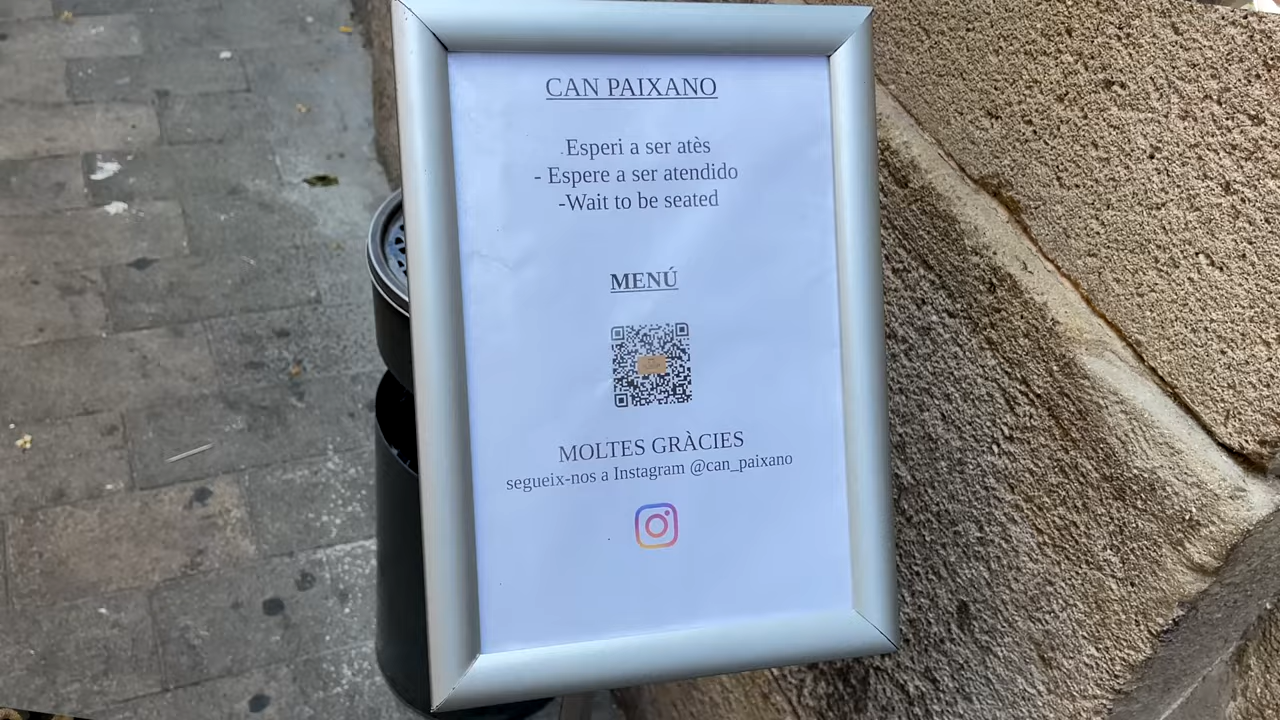 CAN PAIXANO
Esperi a ser atès
- Espere a ser atendido
-Wait to be seated
MENÚ
MOLTES GRÀCIES
segueix-nos a Instagram @can_paixano